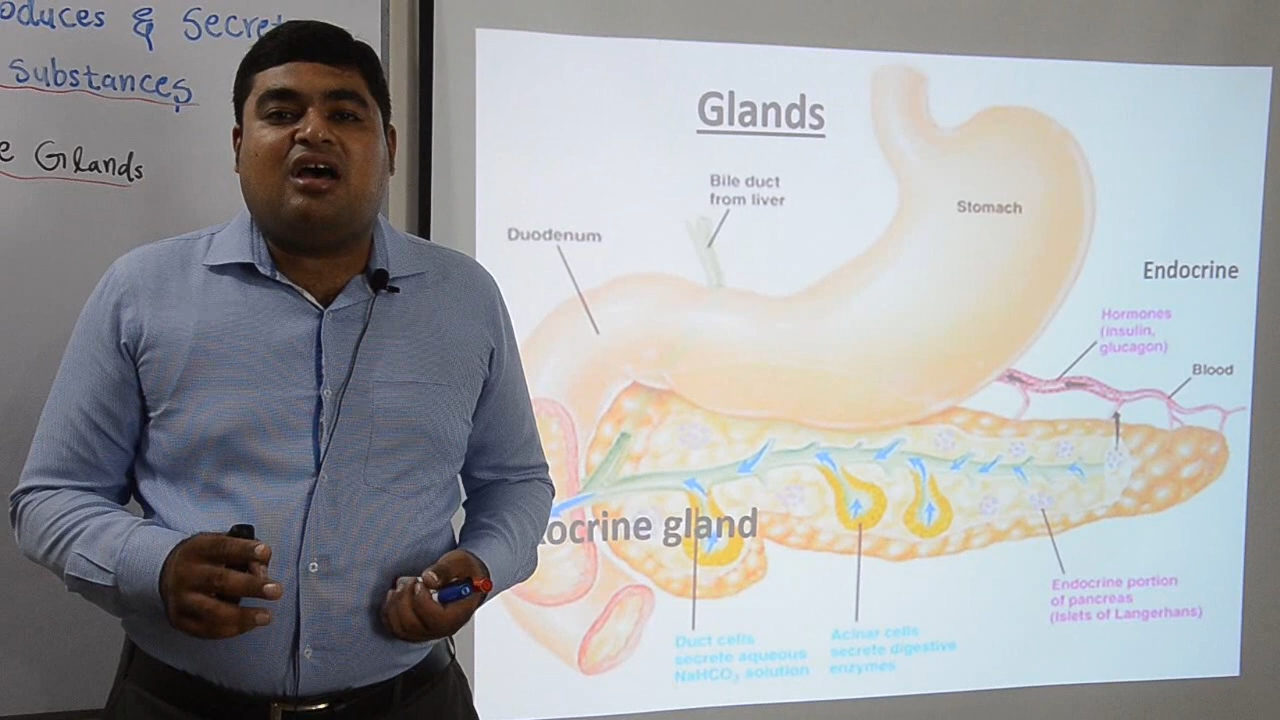 oduces & Secret
Substances
e Glands
Glands
Bile duct
from liver
Stomach
Duodenum
Endocrine
Hormones
(insulin,
glucagon)
Blood
ocrine gland
Endocrine portion
of pancreas
(Islets of Langerhans)
Duct cells
secrete aqueous
NaHCO₃ solution
Acinar cells
secrete digestive
enzymes